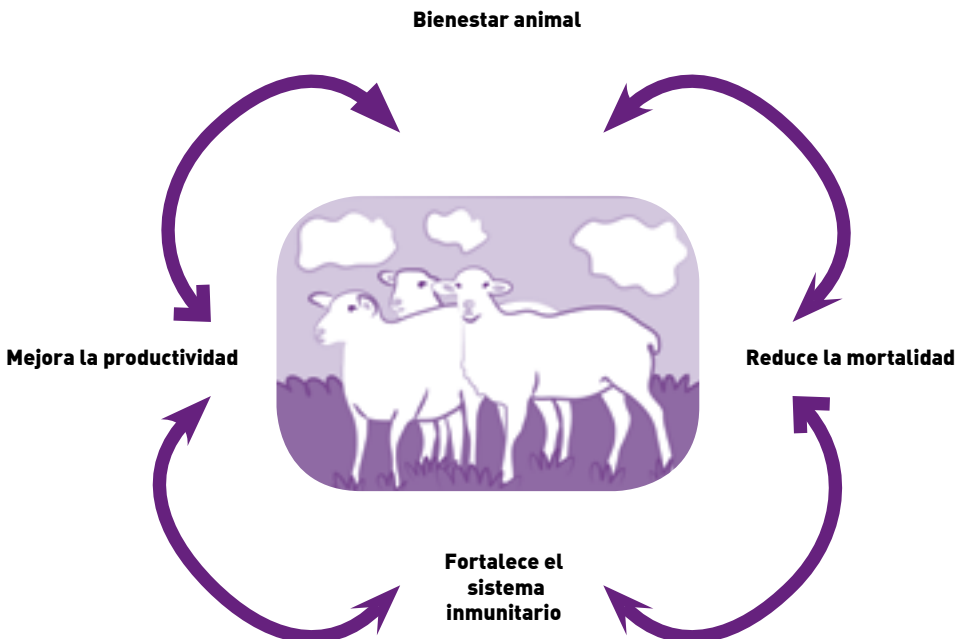 Bienestar animal
Mejora la productividad
Reduce la mortalidad
Fortalece el
sistema
inmunitario